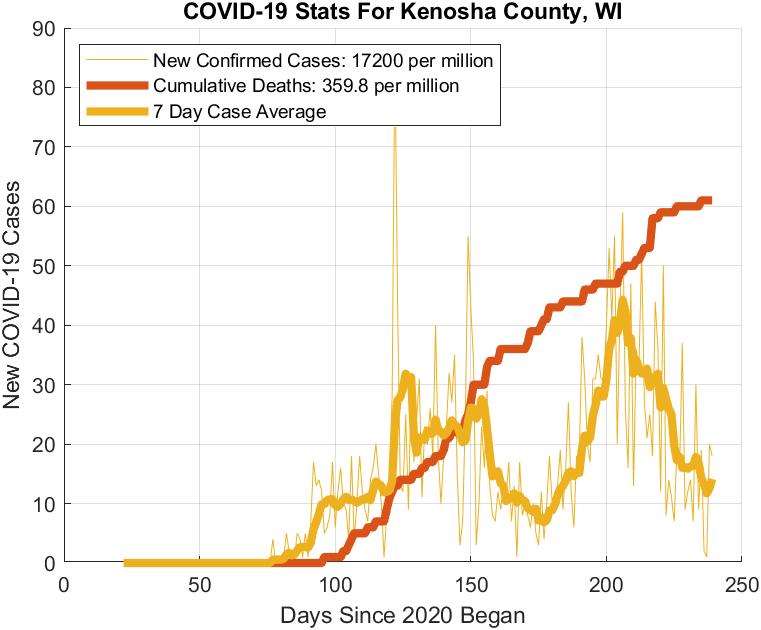 COVID-19 Stats For Kenosha County, WI
New Confirmed Cases: 17200 per million
Cumulative Deaths: 359.8 per million
7 Day Case Average
New COVID-19 Cases
90
80
70
60
50
40
30
20
10
0
0 50 100 150 200 250
Days Since 2020 Began